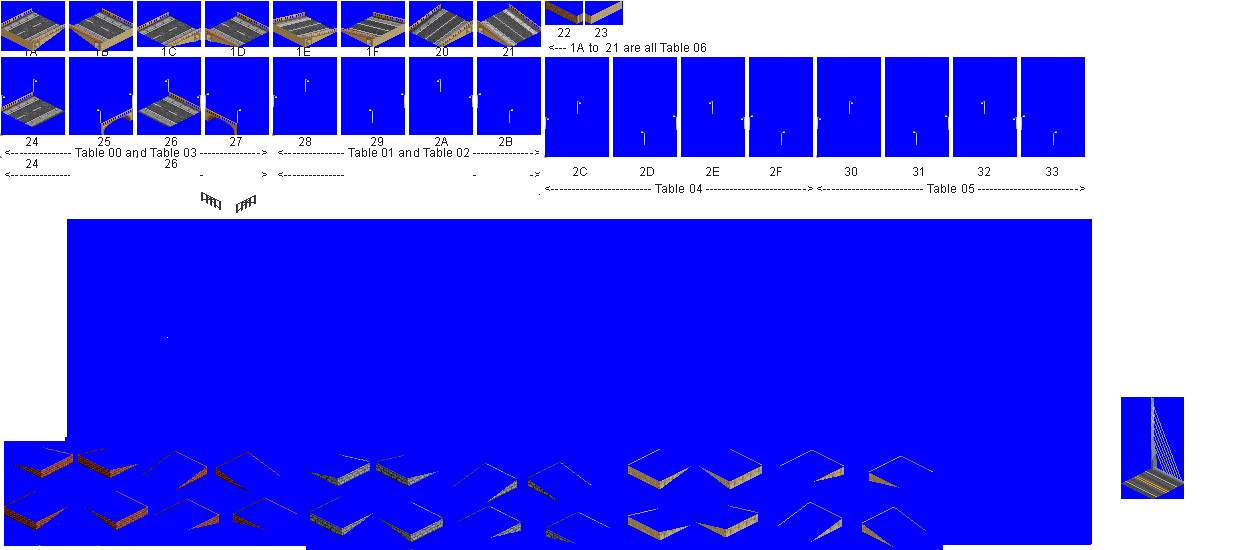 22 23
1A 1B 1C 1D 1E 1F 20 21 <--- 1A to 21 are all Table 06
24 25 26 27 28 29 2A 2B
<-------------- Table 00 and Table 03 --------------> <-------------- Table 01 and Table 02 -------------->
24 26
2C 2D 2E 2F 30 31 32 33
<---------------------- Table 04 ----------------------><---------------------- Table 05 ---------------------->